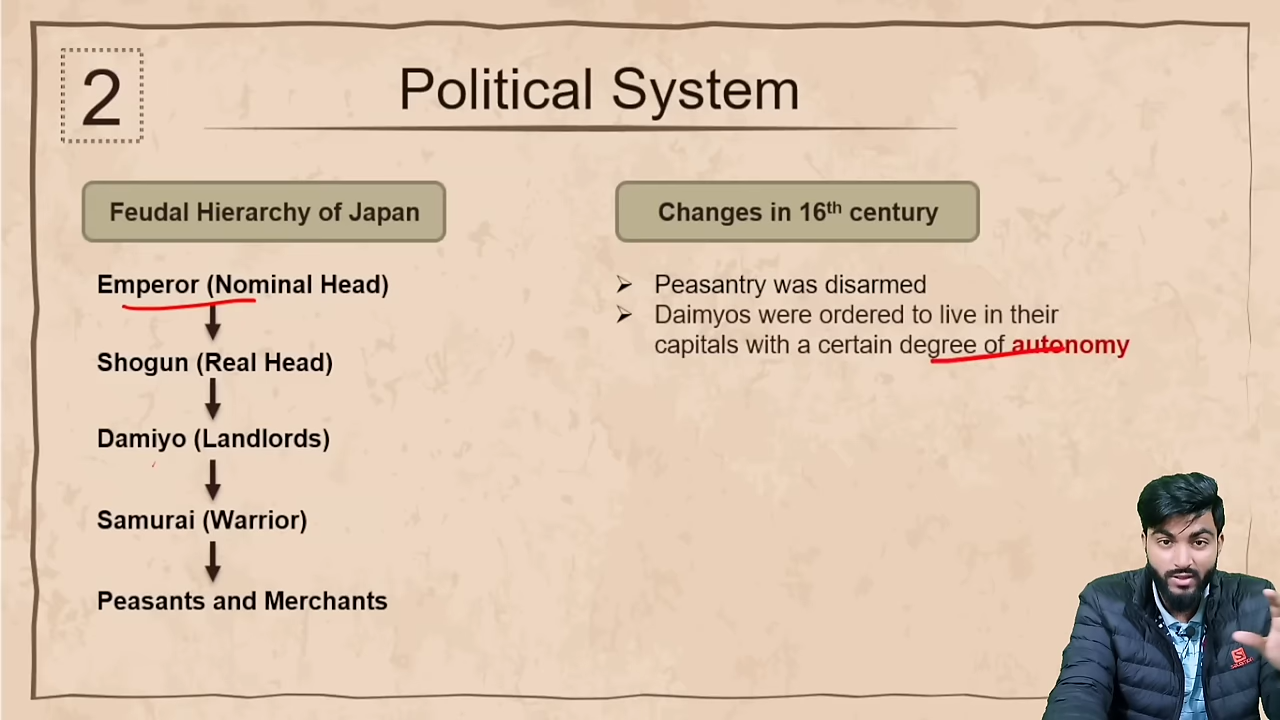 2
Political System
Feudal Hierarchy of Japan
Emperor (Nominal Head)
Shogun (Real Head)
Damiyo (Landlords)
Samurai (Warrior)
Peasants and Merchants
Changes in 16th century
➢ Peasantry was disarmed
➢ Daimyos were ordered to live in their
capitals with a certain degree of autonomy